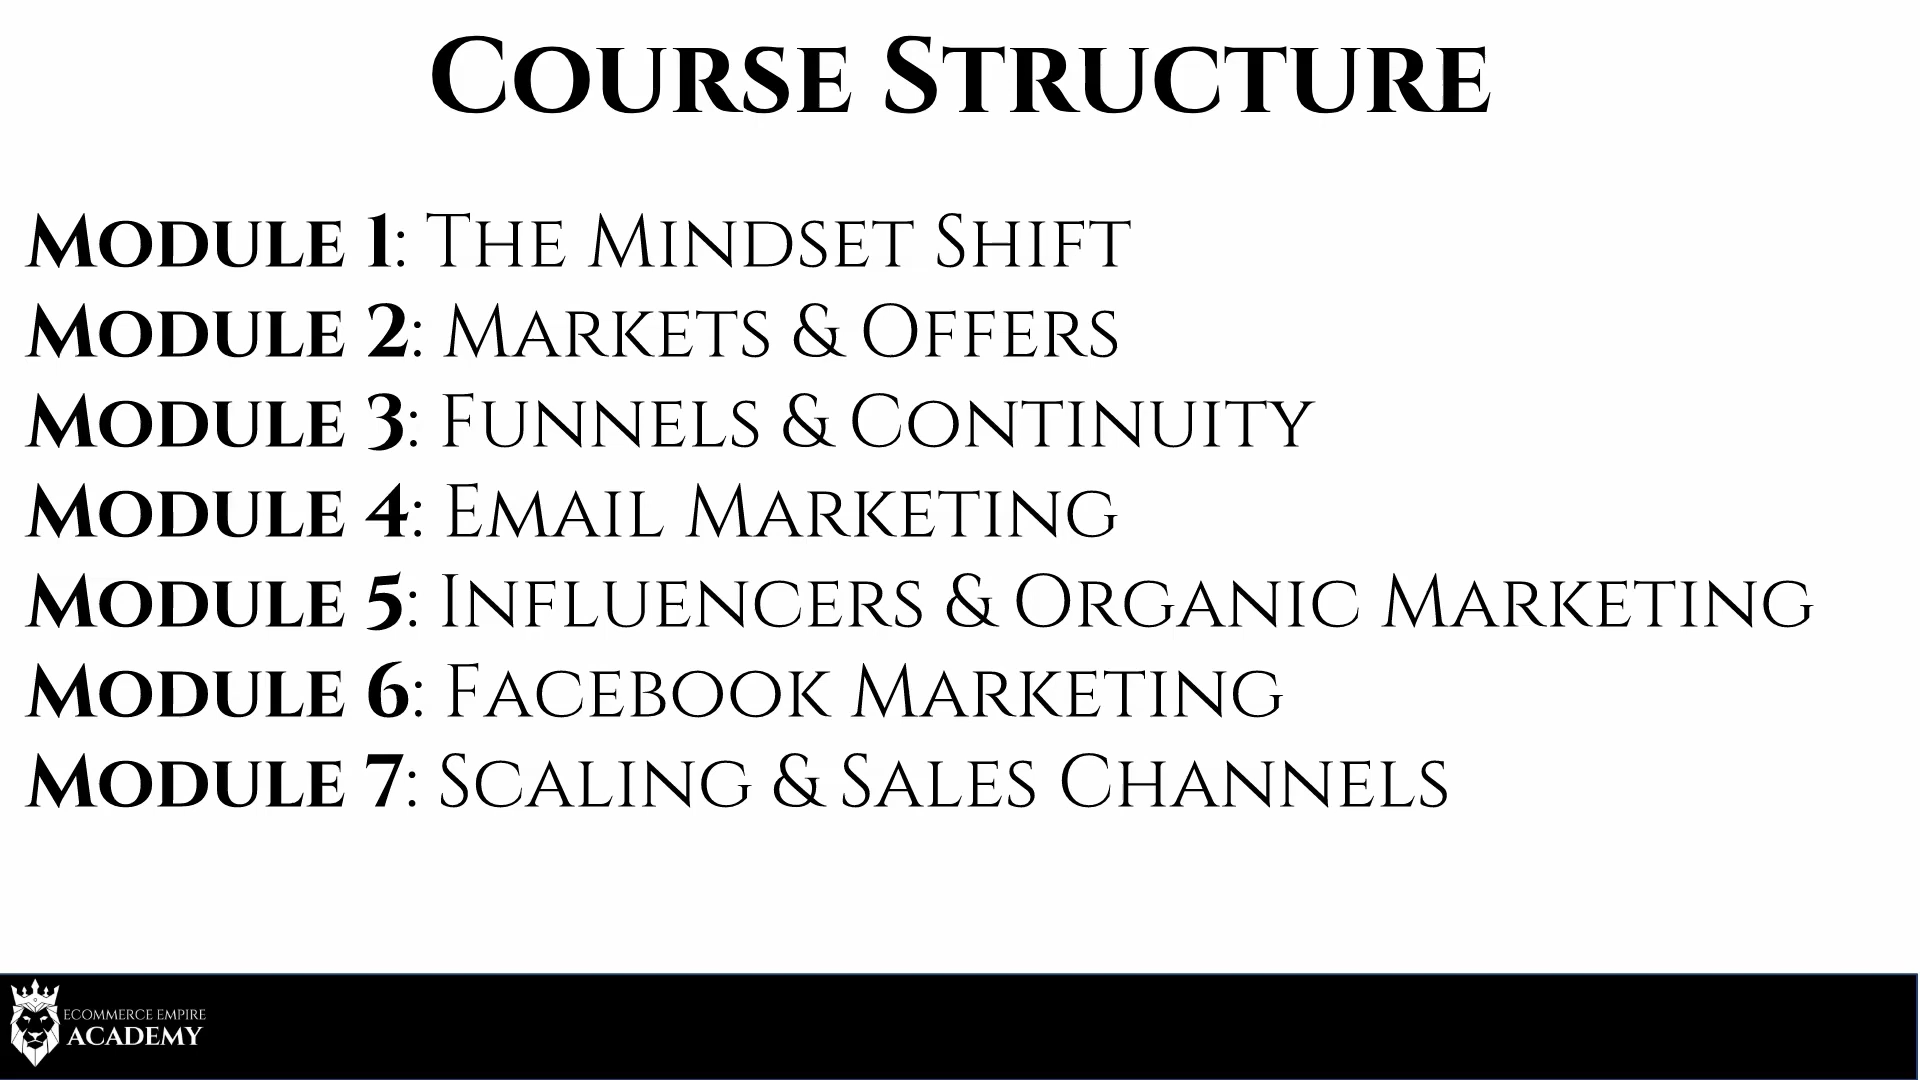 Course Structure
Module 1: The Mindset Shift
Module 2: Markets & Offers
Module 3: Funnels & Continuity
Module 4: Email Marketing
Module 5: Influencers & Organic Marketing
Module 6: Facebook Marketing
Module 7: Scaling & Sales Channels
ECOMMERCE EMPIRE
ACADEMY